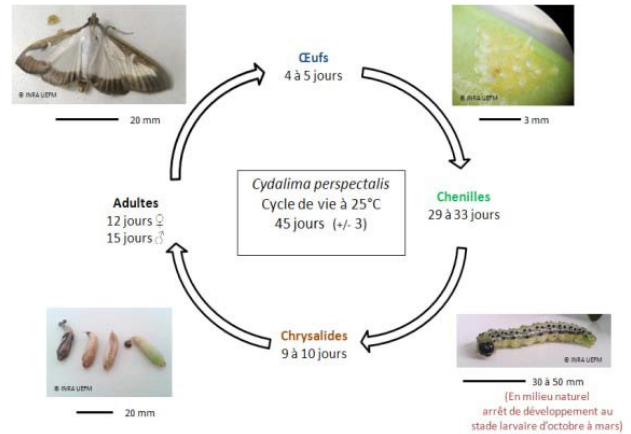 © INRA UEFM
20 mm
Œufs
4 à 5 jours
© INRA UEFM
3 mm
Cydalima perspectalis
Cycle de vie à 25°C
45 jours (+/- 3)
Adultes
12 jours ♀
15 jours ♂
Chenilles
29 à 33 jours
© INRA UEFM
20 mm
Chrysalides
9 à 10 jours
© INRA UEFM
30 à 50 mm
(En milieu naturel
arrêt de développement au
stade larvaire d'octobre à mars)